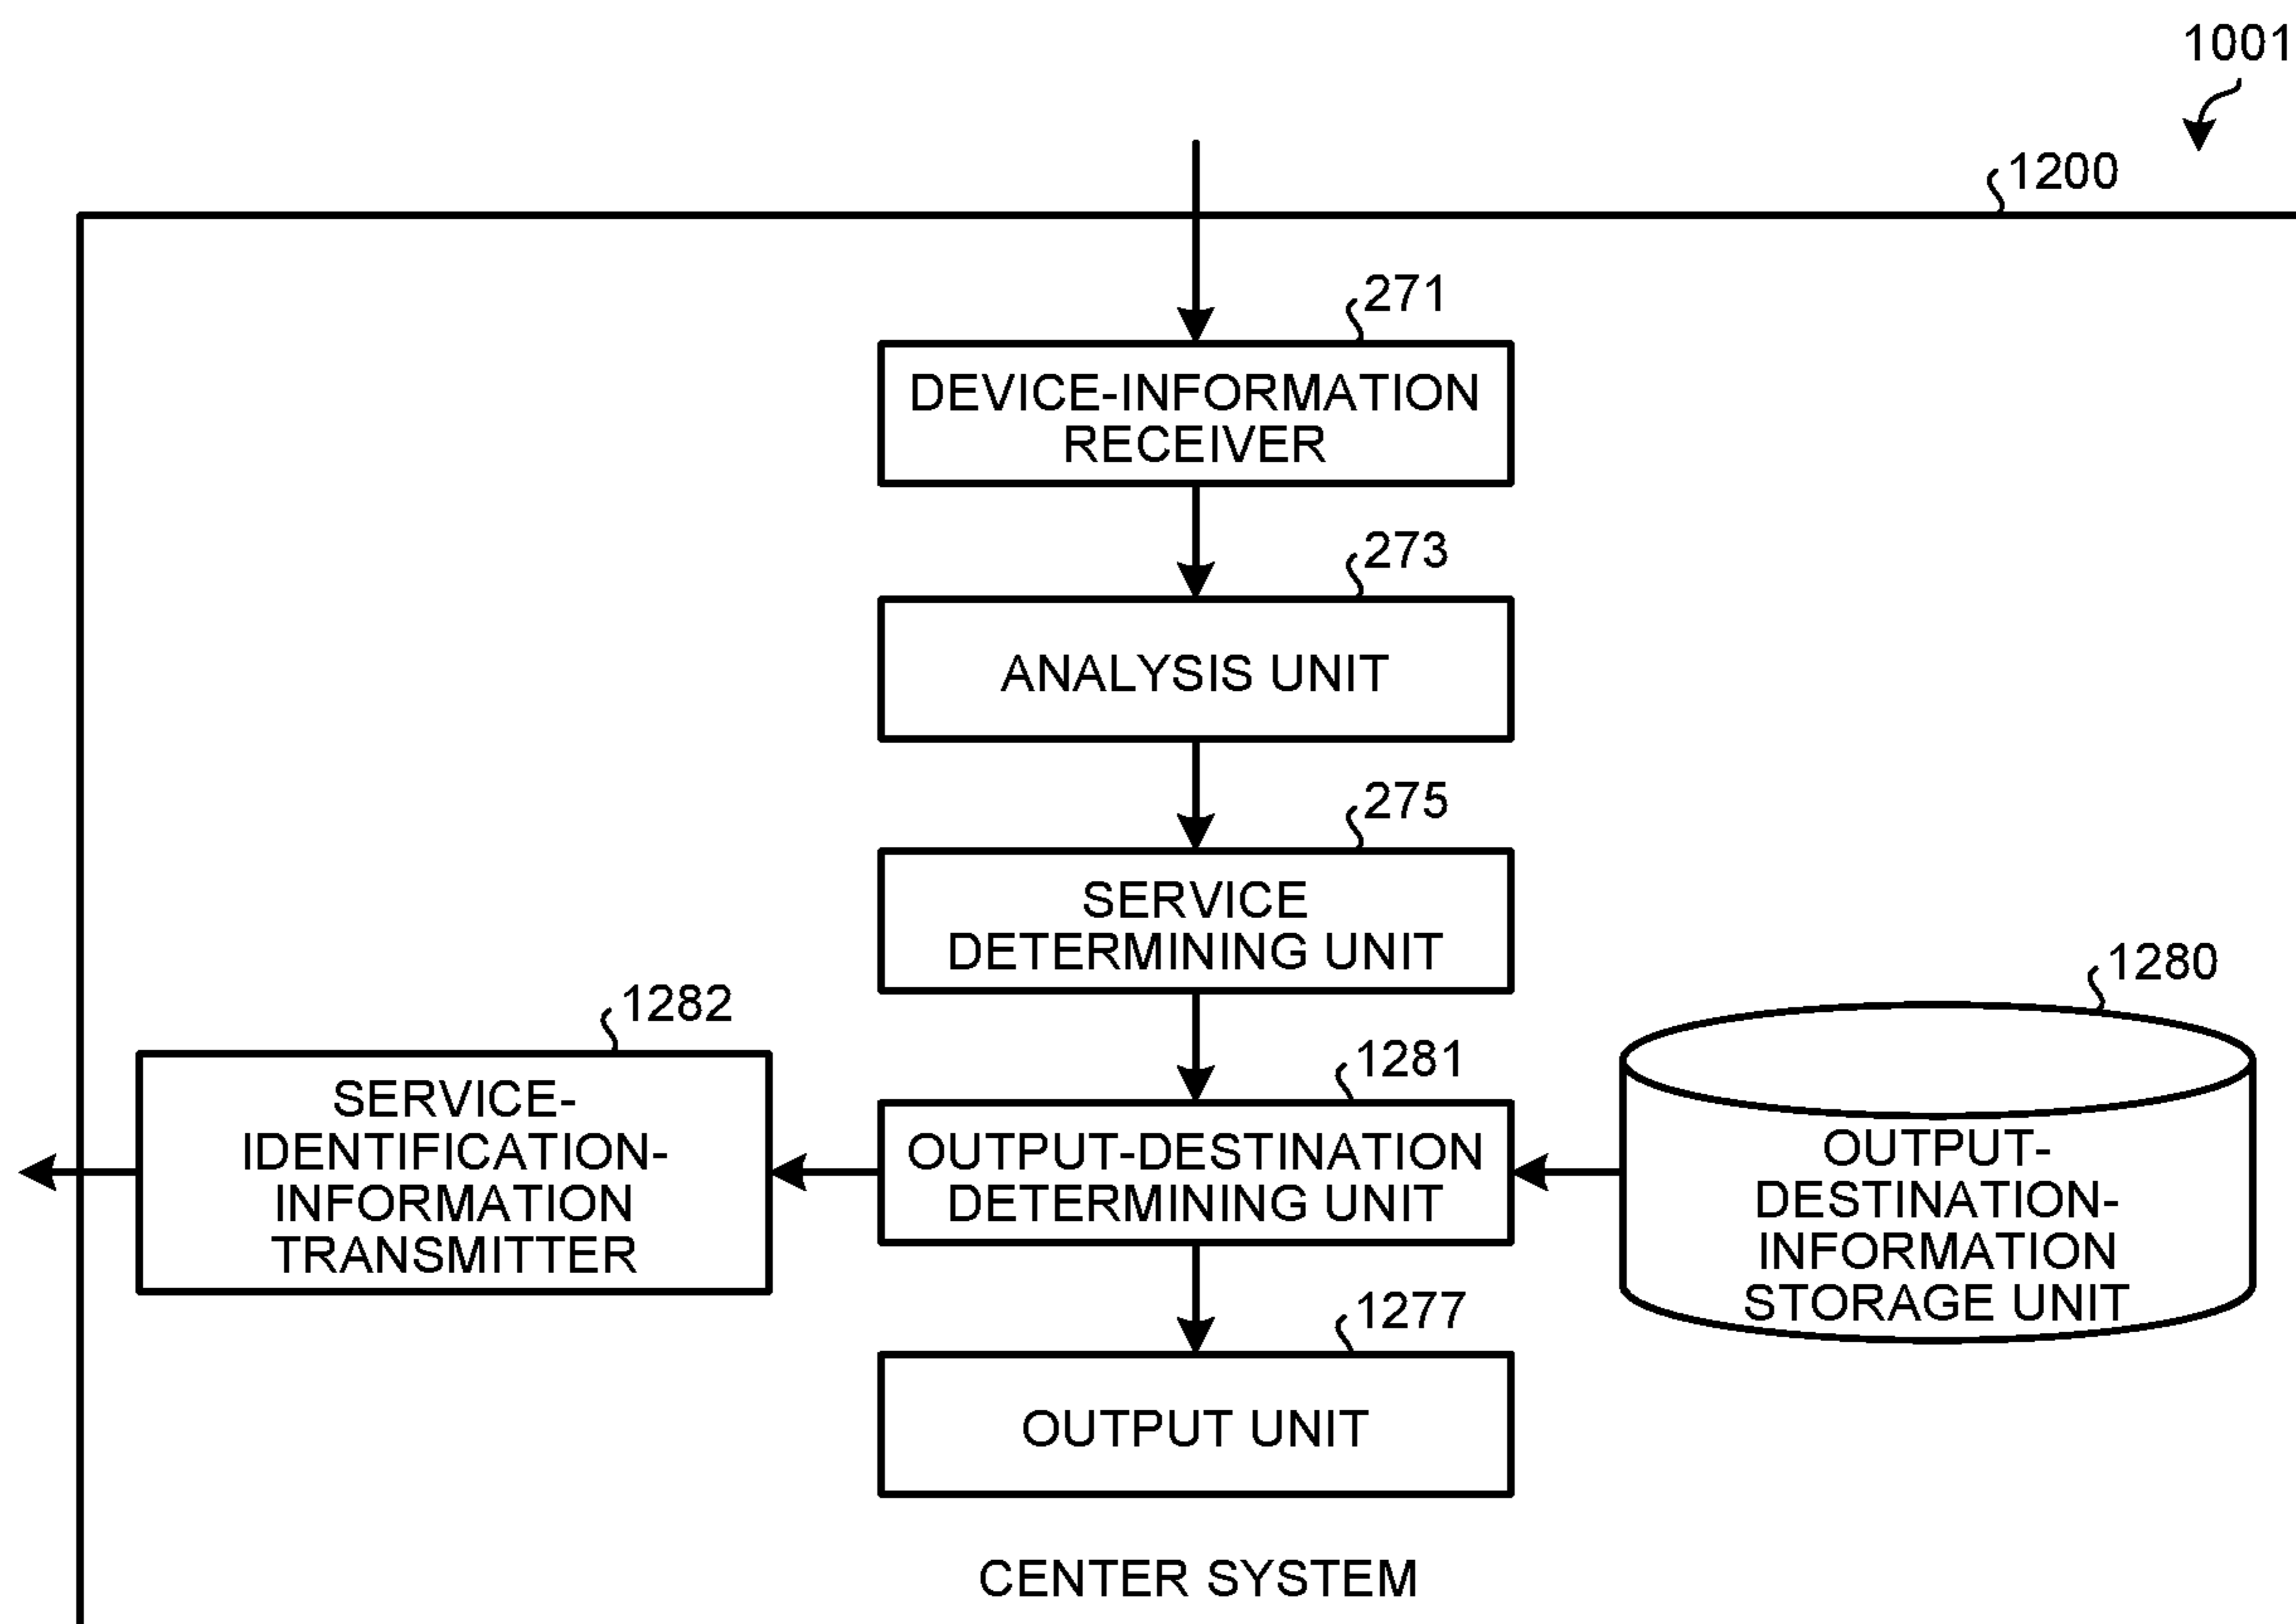 1001
1200
271
DEVICE-INFORMATION
RECEIVER
273
ANALYSIS UNIT
275
SERVICE
DETERMINING UNIT
1282
SERVICE-
IDENTIFICATION-
INFORMATION
TRANSMITTER
1281
OUTPUT-DESTINATION
DETERMINING UNIT
1280
OUTPUT-
DESTINATION-
INFORMATION
STORAGE UNIT
1277
OUTPUT UNIT
CENTER SYSTEM